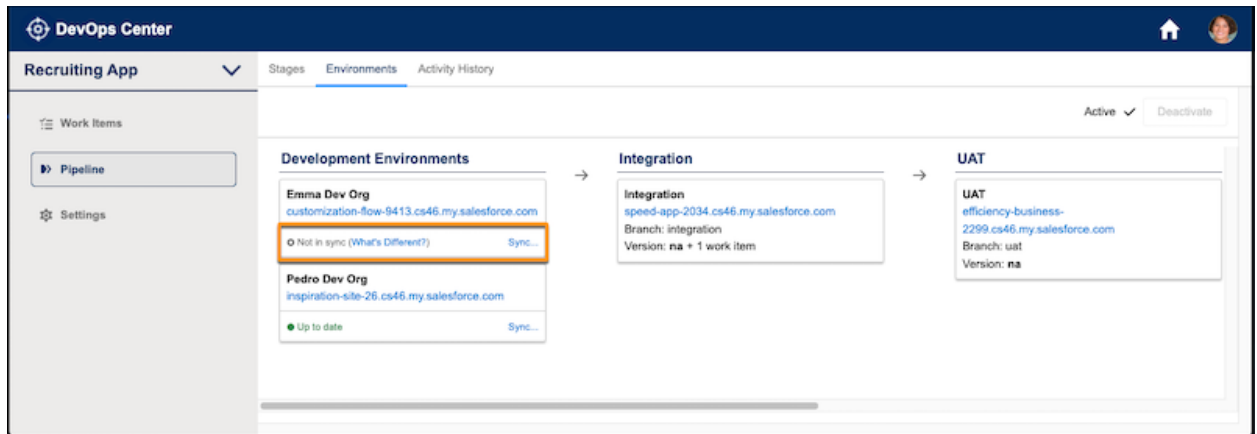 DevOps Center
Recruiting App
Stages Environments Activity History
Work Items
Pipeline
Settings
Active Deactivate
Development Environments
Emma Dev Org
customization-flow-9413.cs46.my.salesforce.com
Not in sync (What's Different?) Sync...
Pedro Dev Org
inspiration-site-26.cs46.my.salesforce.com
Up to date Sync...
Integration
Integration
speed-app-2034.cs46.my.salesforce.com
Branch: integration
Version: na + 1 work item
UAT
UAT
efficiency-business-
2299.cs46.my.salesforce.com
Branch: uat
Version: na